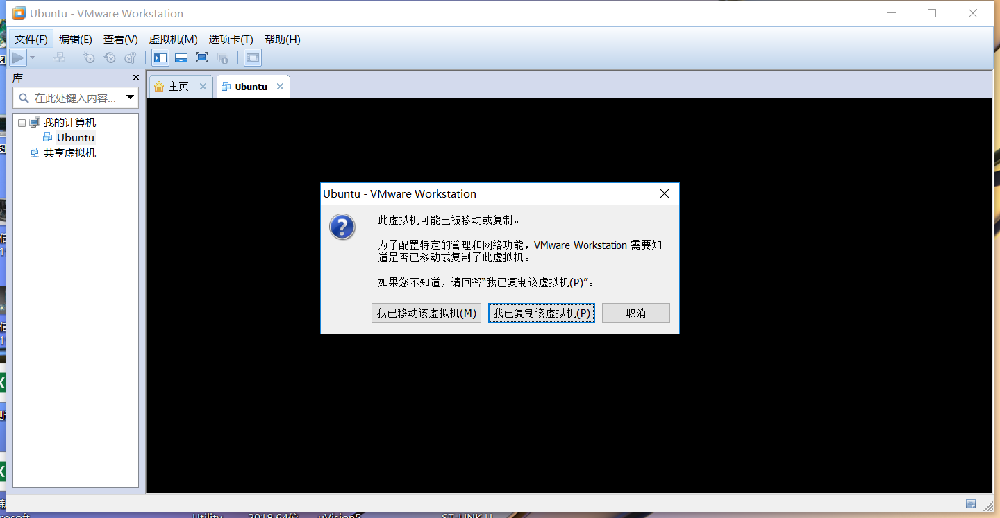 Ubuntu - VMware Workstation
文件(F) 编辑(E) 查看(V) 虚拟机(M) 选项卡(T) 帮助(H)
库
在此处键入内容...
我的计算机
Ubuntu
共享虚拟机
主页
Ubuntu
Ubuntu - VMware Workstation
此虚拟机可能已被移动或复制。
为了配置特定的管理和网络功能，VMware Workstation 需要知
道是否已移动或复制了此虚拟机。
如果您不知道，请回答“我已复制该虚拟机(P)”。
我已移动该虚拟机(M) 我已复制该虚拟机(P) 取消
Utility 2018 64位 uVision5